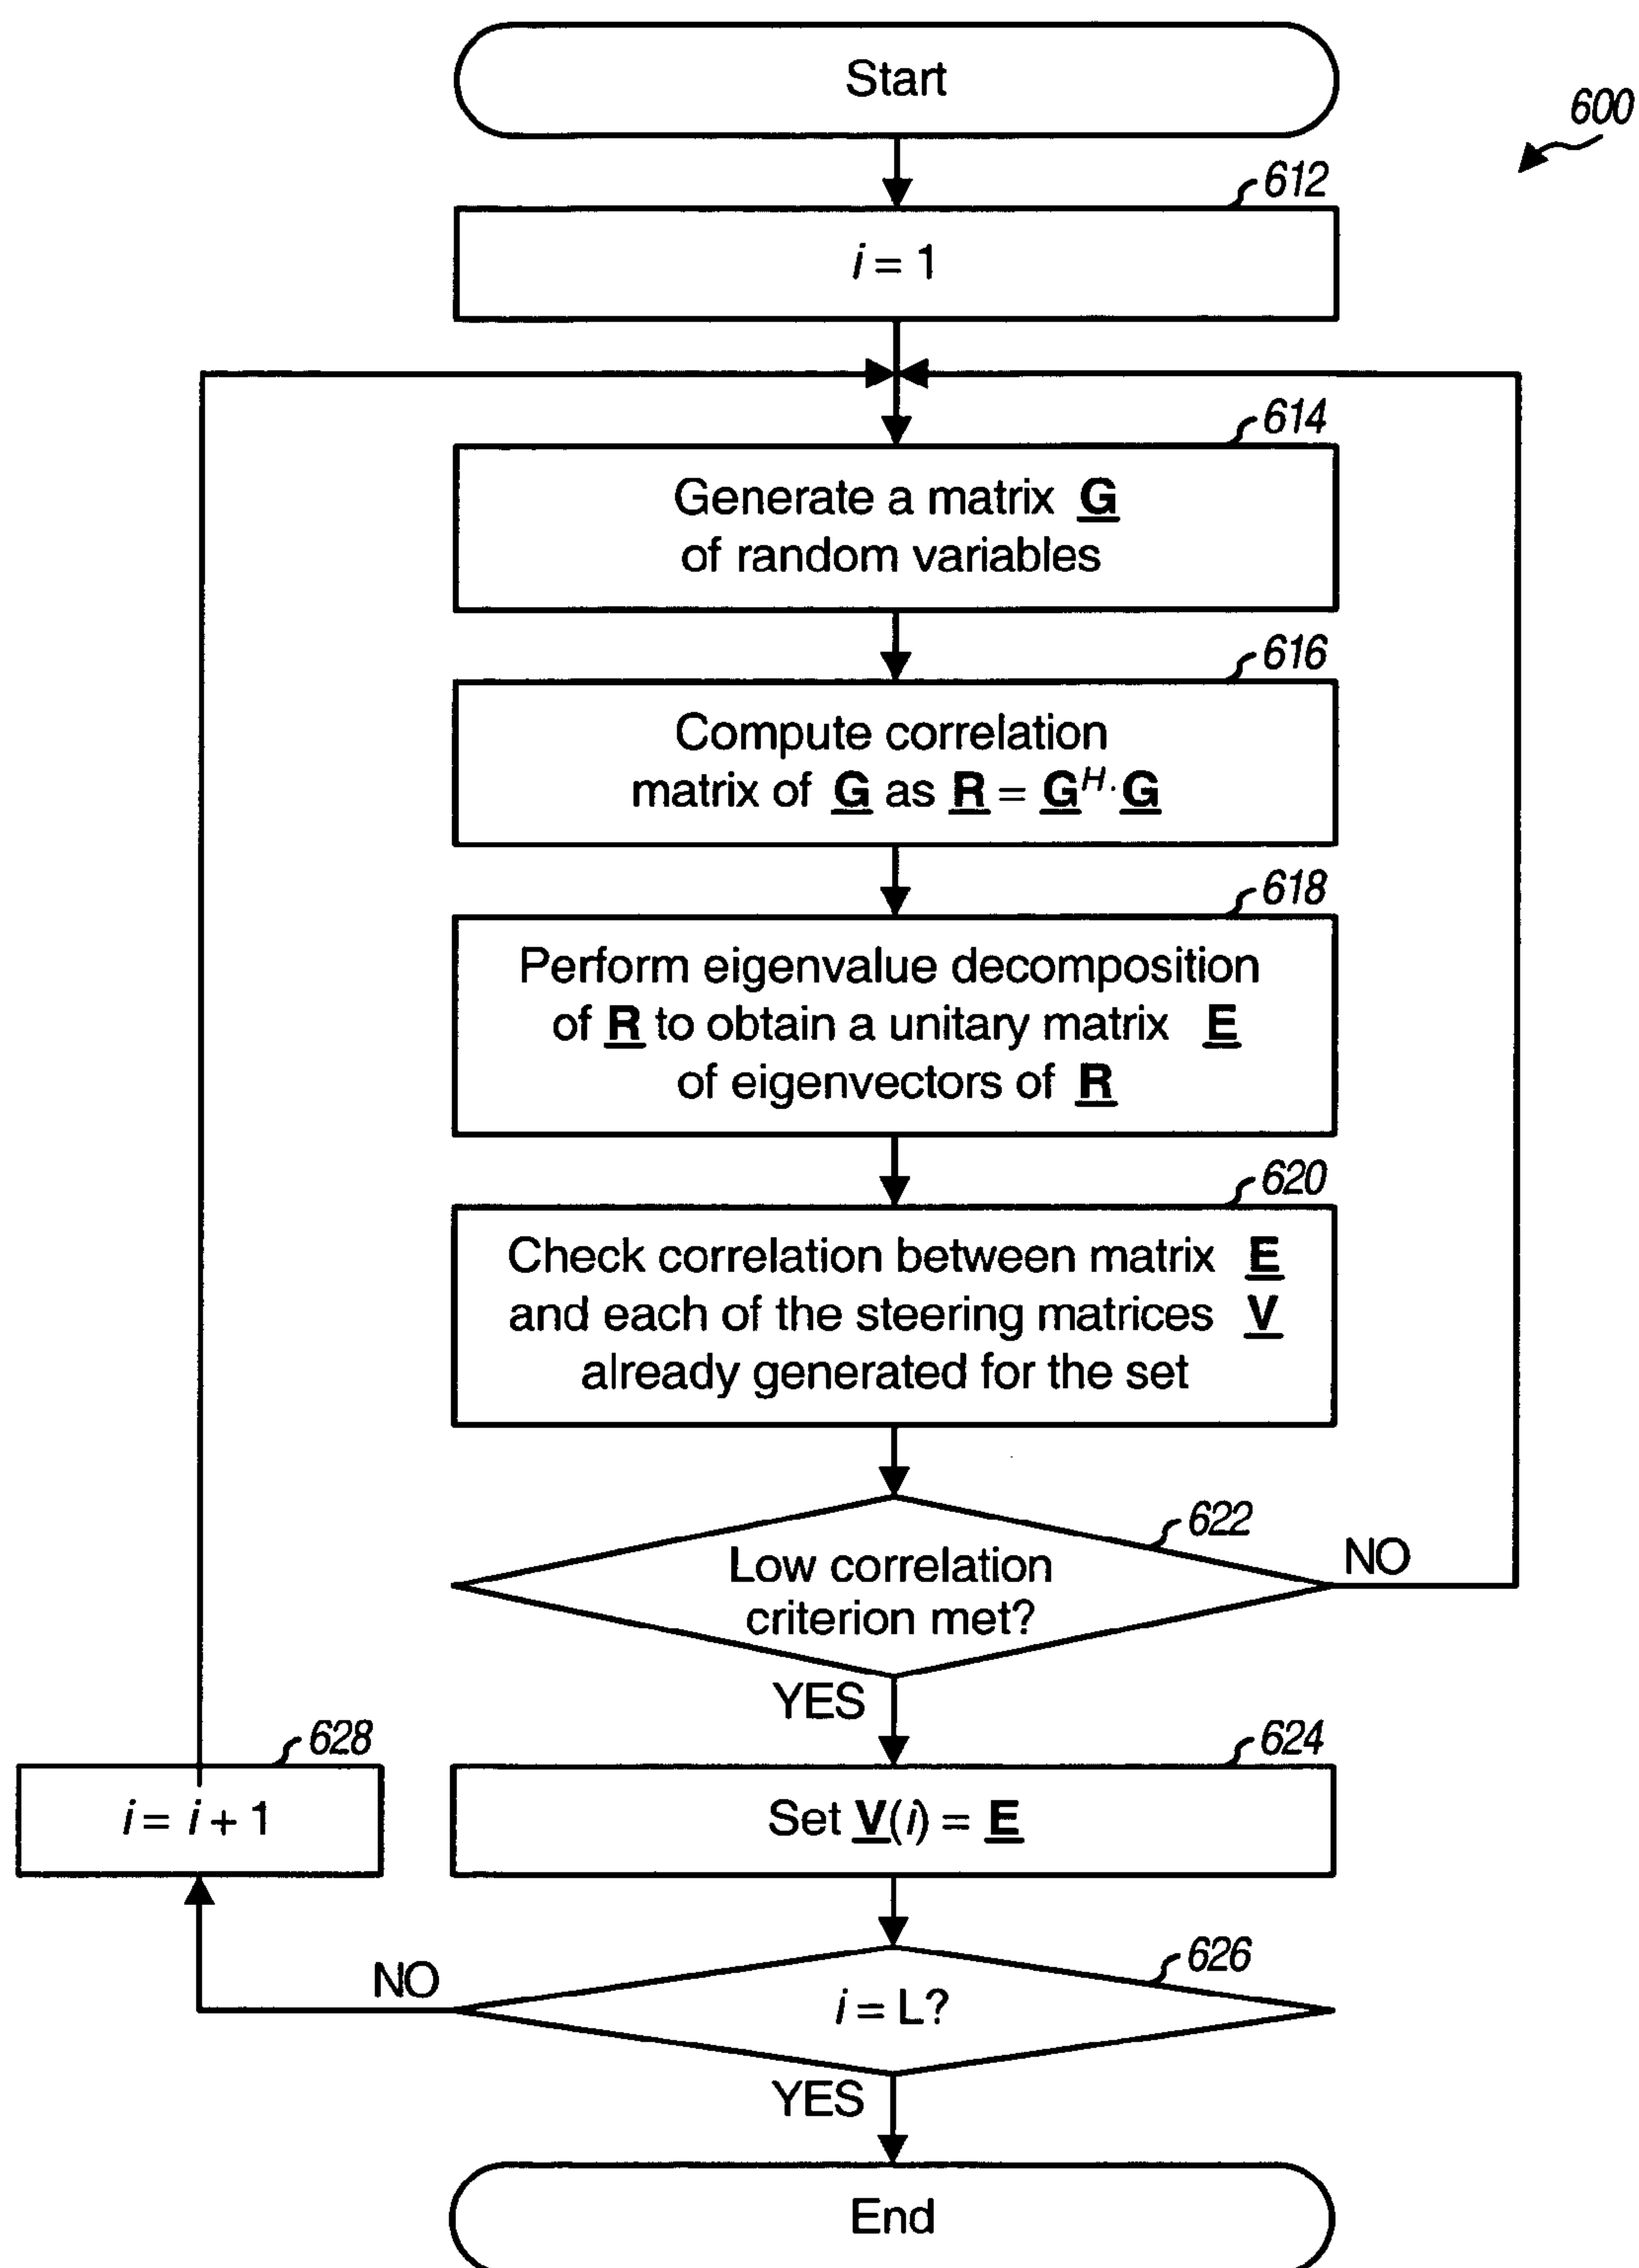 Start
600
612
i = 1
614
Generate a matrix G
of random variables
616
Compute correlation
matrix of G as R = G^H · G
618
Perform eigenvalue decomposition
of R to obtain a unitary matrix E
of eigenvectors of R
620
Check correlation between matrix E
and each of the steering matrices V
already generated for the set
622
Low correlation
criterion met?
NO
YES
628
i = i + 1
624
Set V(i) = E
626
i = L?
NO
YES
End